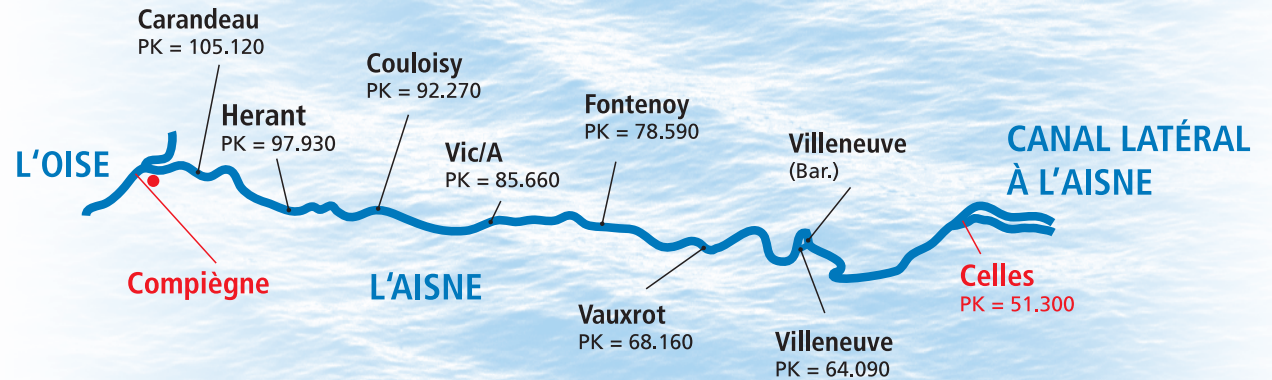 Carandeau
PK = 105.120
Couloisy
PK = 92.270
Herant
PK = 97.930
Fontenoy
PK = 78.590
Vic/A
PK = 85.660
Villeneuve
(Bar.)
CANAL LATÉRAL
À L'AISNE
L'OISE
Compiègne
L'AISNE
Vauxrot
PK = 68.160
Villeneuve
PK = 64.090
Celles
PK = 51.300